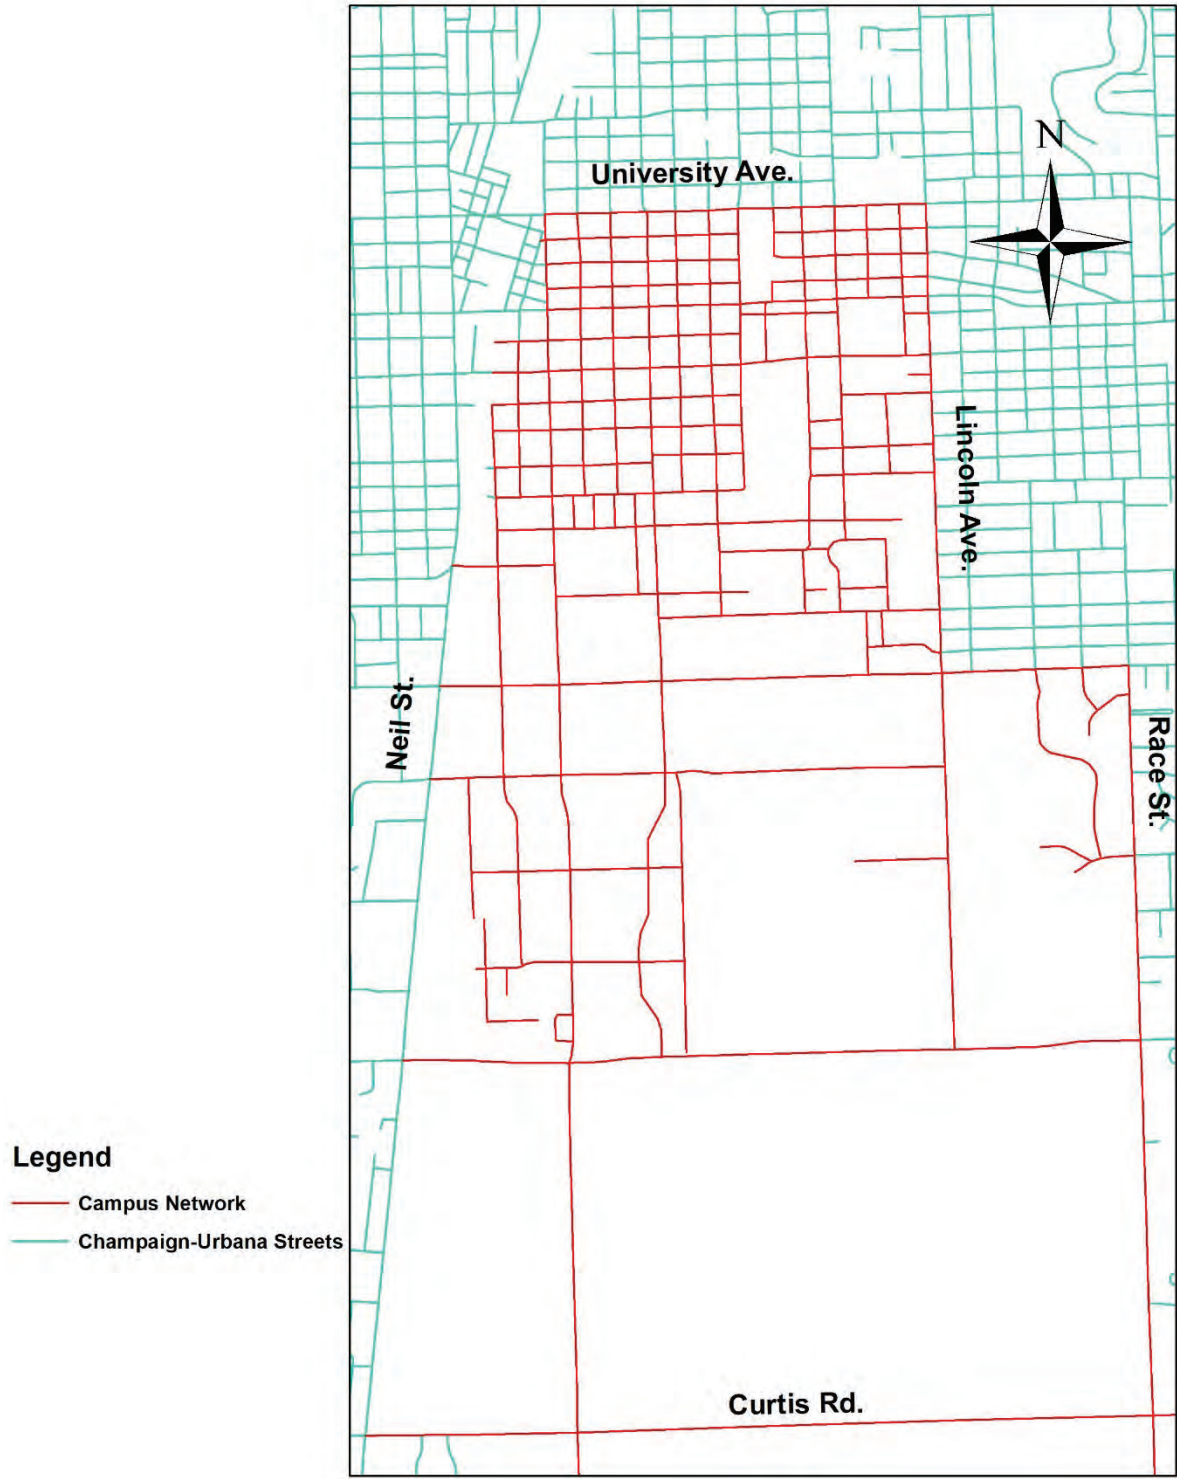 N
University Ave.
Lincoln Ave.
Neil St.
Race St.
Legend
Campus Network
Champaign-Urbana Streets
Curtis Rd.